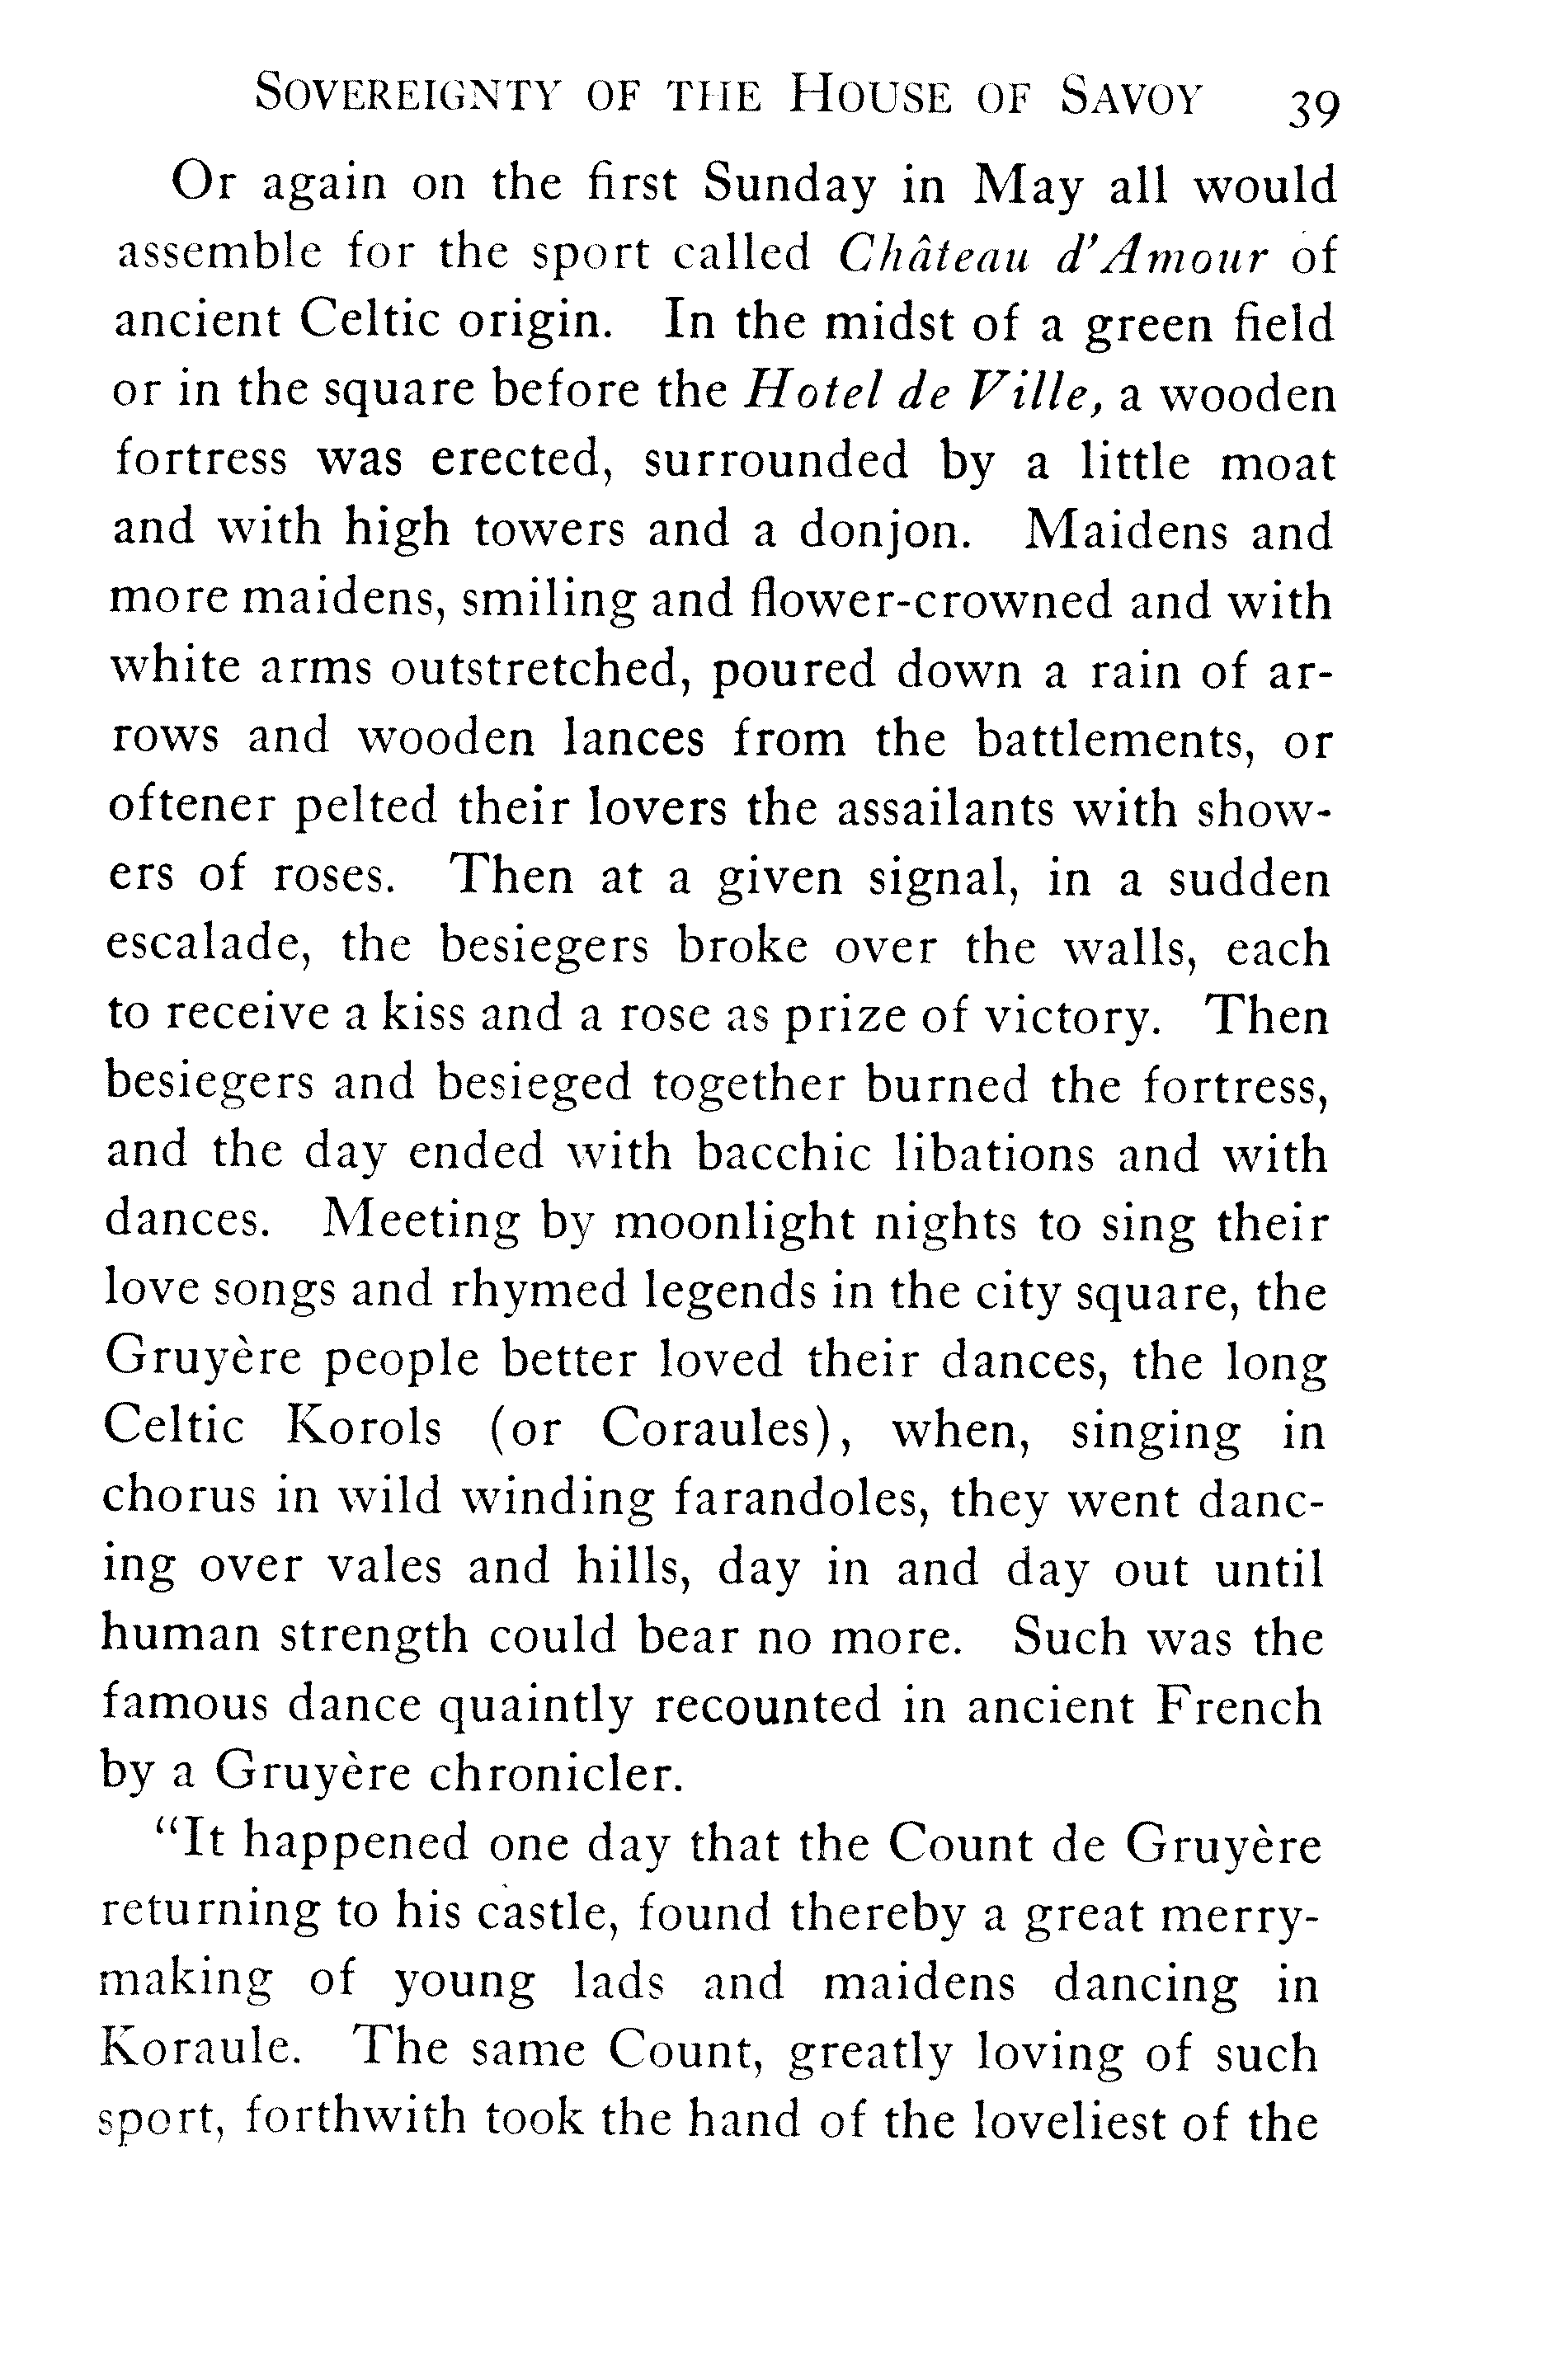 SOVEREIGNTY OF THE HOUSE OF SAVOY 39
Or again on the first Sunday in May all would
assemble for the sport called Château d'Amour of
ancient Celtic origin. In the midst of a green field
or in the square before the Hotel de Ville, a wooden
fortress was erected, surrounded by a little moat
and with high towers and a donjon. Maidens and
more maidens, smiling and flower-crowned and with
white arms outstretched, poured down a rain of ar-
rows and wooden lances from the battlements, or
oftener pelted their lovers the assailants with show-
ers of roses. Then at a given signal, in a sudden
escalade, the besiegers broke over the walls, each
to receive a kiss and a rose as prize of victory. Then
besiegers and besieged together burned the fortress,
and the day ended with bacchic libations and with
dances. Meeting by moonlight nights to sing their
love songs and rhymed legends in the city square, the
Gruyère people better loved their dances, the long
Celtic Korols (or Coraules), when, singing in
chorus in wild winding farandoles, they went danc-
ing over vales and hills, day in and day out until
human strength could bear no more. Such was the
famous dance quaintly recounted in ancient French
by a Gruyère chronicler.
"It happened one day that the Count de Gruyère
returning to his castle, found thereby a great merry-
making of young lads and maidens dancing in
Koraule. The same Count, greatly loving of such
sport, forthwith took the hand of the loveliest of the